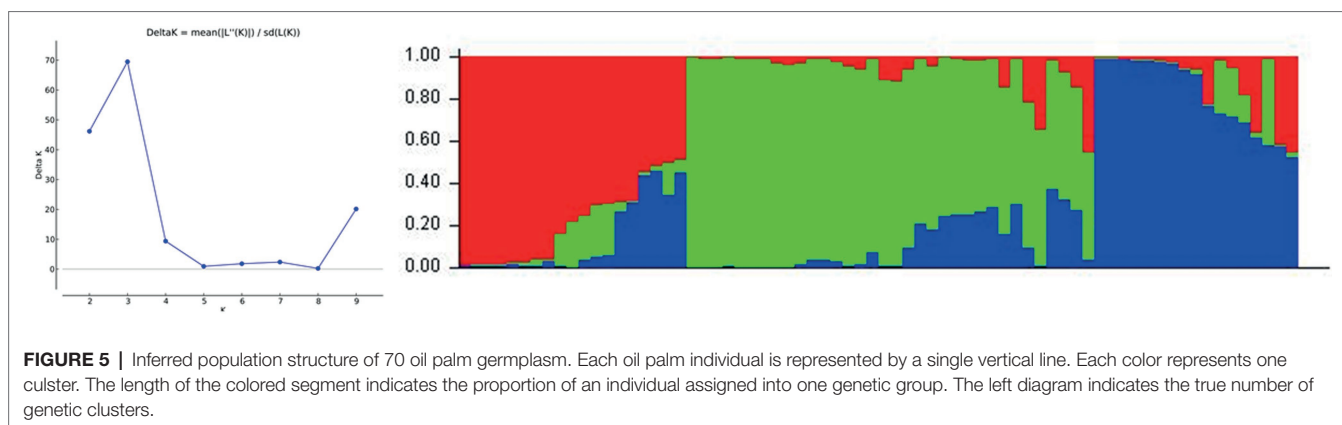 DeltaK = mean(|L''(K)|) / sd(L(K))
70
60
50
40
30
20
10
0
Delta K
2 3 4 5 6 7 8 9
K
1.00
0.80
0.60
0.40
0.20
0.00
FIGURE 5 | Inferred population structure of 70 oil palm germplasm. Each oil palm individual is represented by a single vertical line. Each color represents one
culster. The length of the colored segment indicates the proportion of an individual assigned into one genetic group. The left diagram indicates the true number of
genetic clusters.